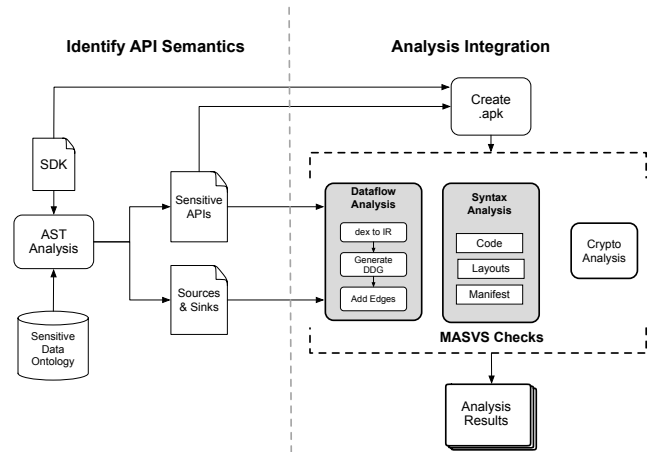 Identify API Semantics
Analysis Integration
Create
.apk
SDK
Sensitive
APIs
AST
Analysis
Sources
& Sinks
Sensitive
Data
Ontology
Dataflow
Analysis
dex to IR
Generate
DDG
Add Edges
Syntax
Analysis
Code
Layouts
Manifest
Crypto
Analysis
MASVS Checks
Analysis
Results